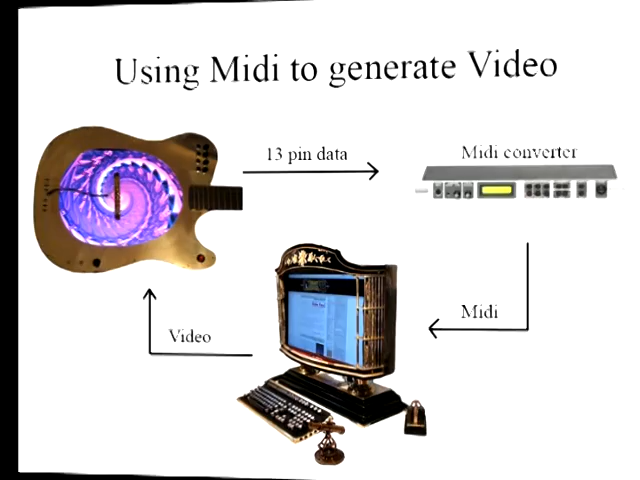 Using Midi to generate Video
13 pin data
Midi converter
Midi
Video